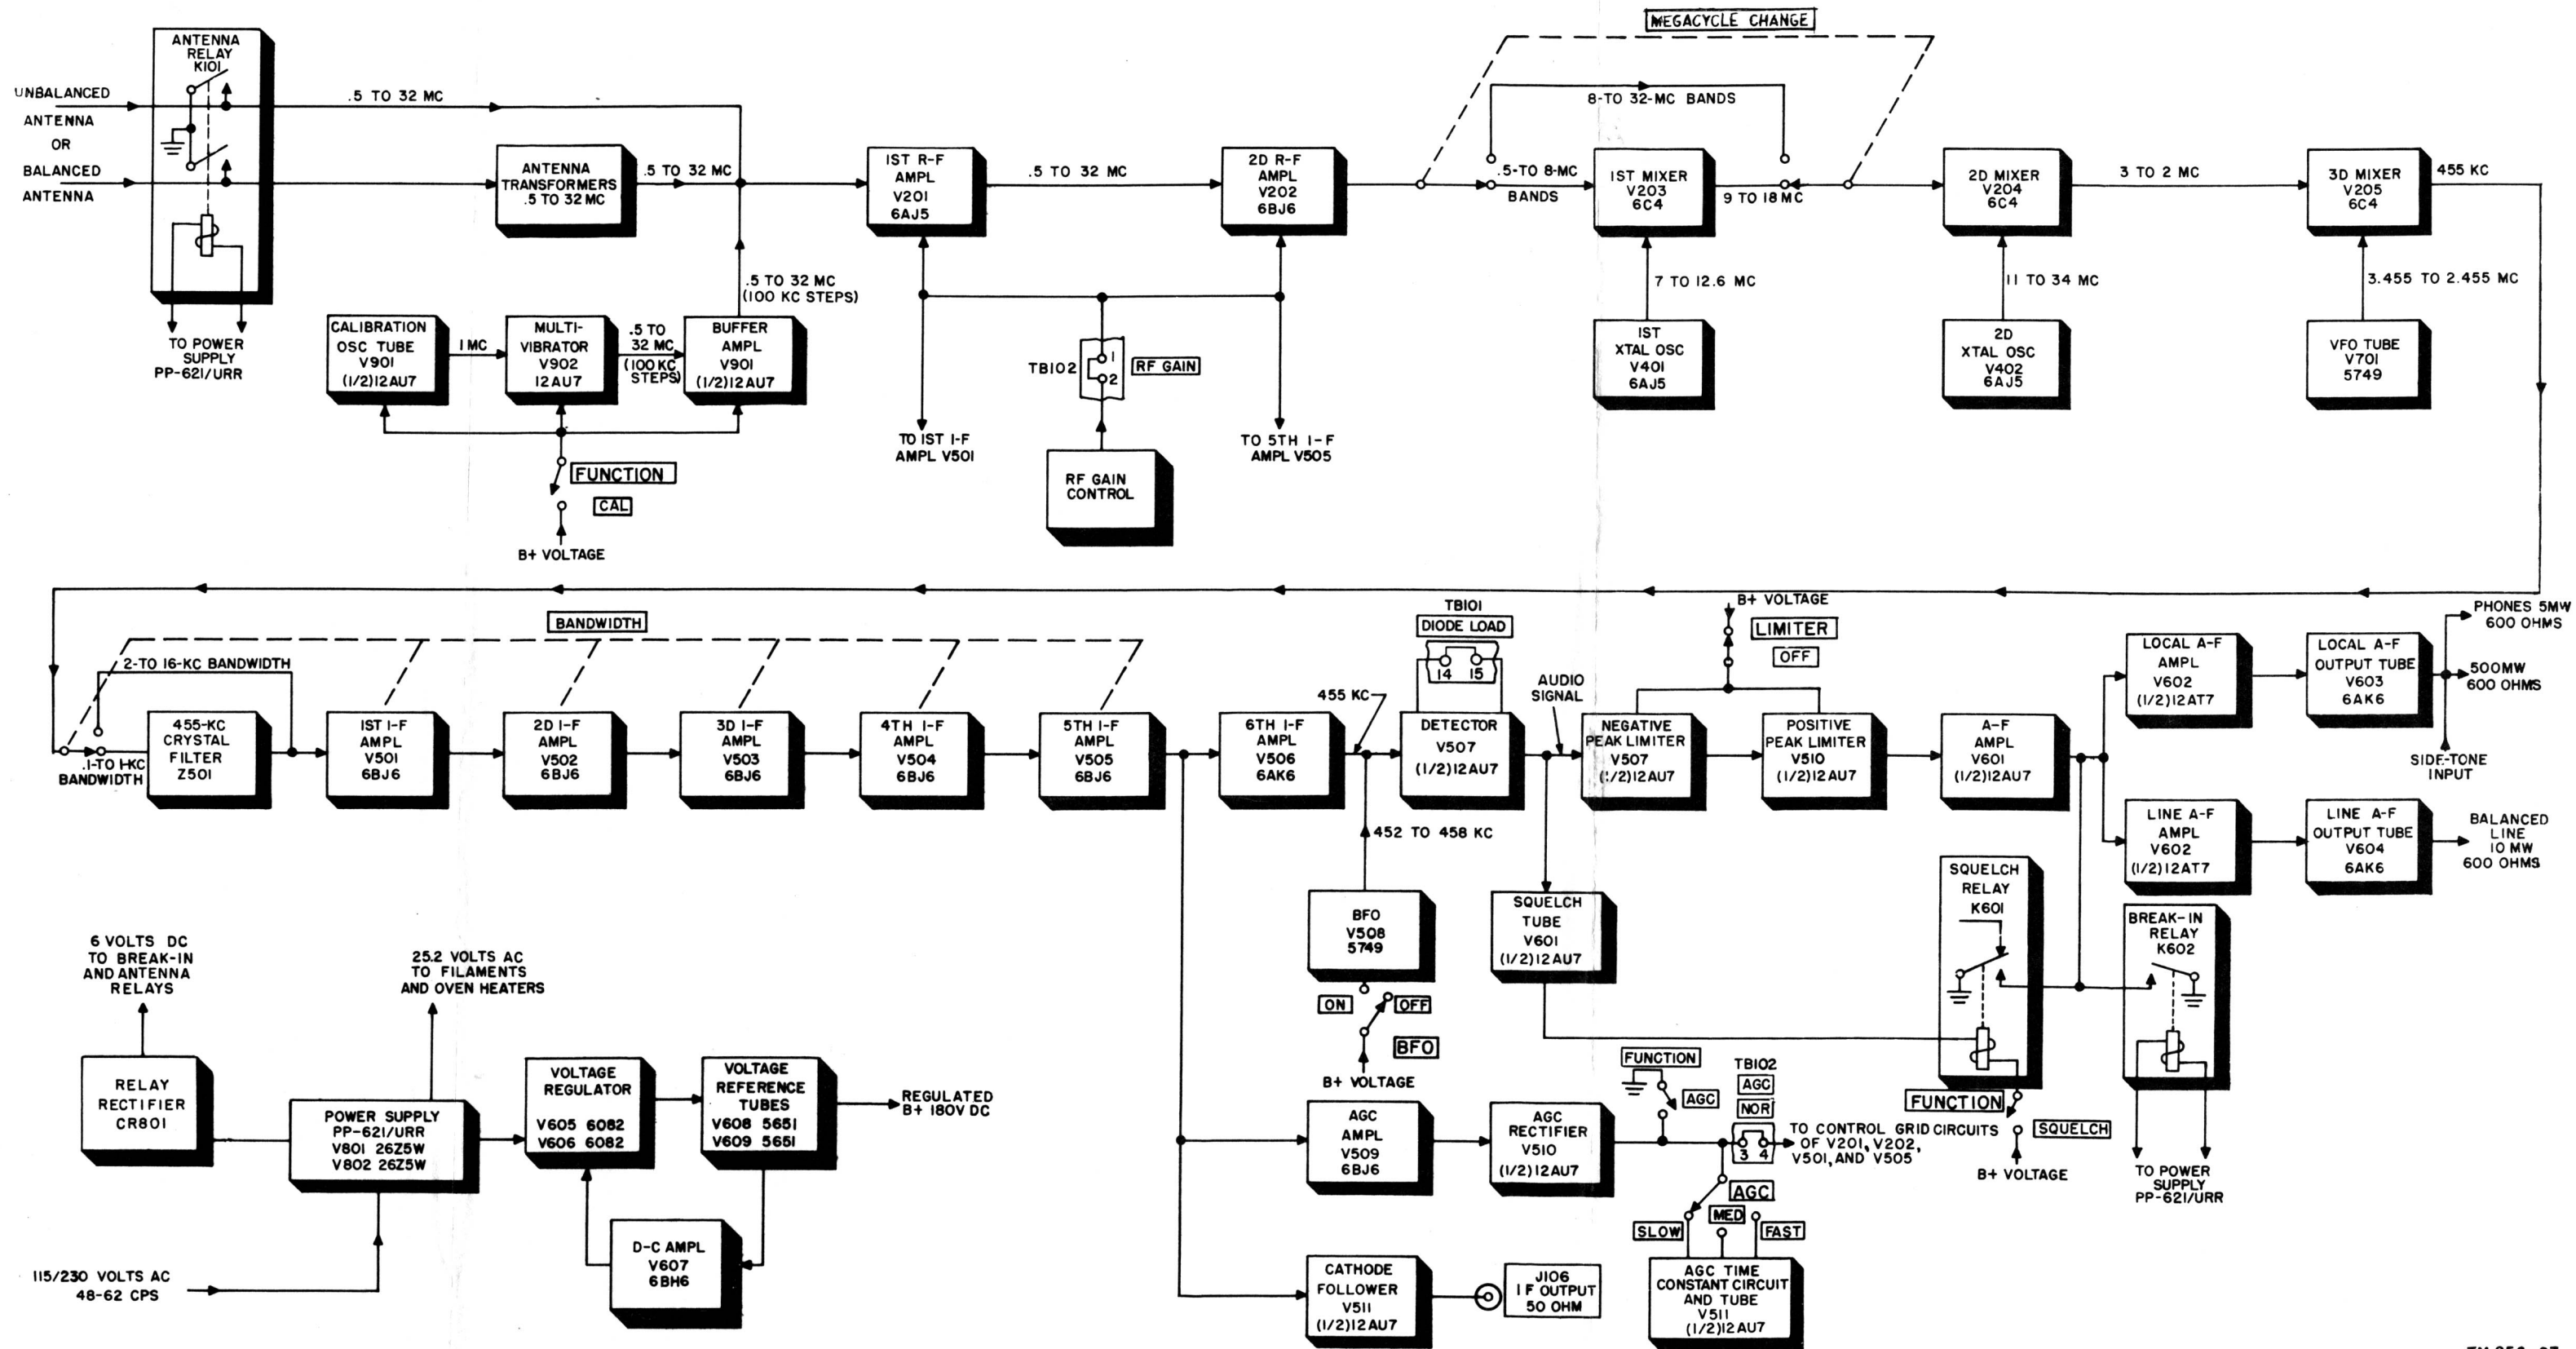 MEGACYCLE CHANGE
ANTENNA
RELAY
K101
UNBALANCED
ANTENNA
OR
BALANCED
ANTENNA
TO POWER
SUPPLY
PP-621/URR
.5 TO 32 MC
ANTENNA
TRANSFORMERS
.5 TO 32 MC
.5 TO 32 MC
1ST R-F
AMPL
V201
6AJ5
.5 TO 32 MC
2D R-F
AMPL
V202
6BJ6
8-TO 32-MC BANDS
.5-TO 8-MC
BANDS
1ST MIXER
V203
6C4
9 TO 18 MC
2D MIXER
V204
6C4
3 TO 2 MC
3D MIXER
V205
6C4
455 KC
.5 TO 32 MC
(100 KC STEPS)
7 TO 12.6 MC
11 TO 34 MC
3.455 TO 2.455 MC
CALIBRATION
OSC TUBE
V901
(1/2)12AU7
1 MC
MULTI-
VIBRATOR
V902
12AU7
.5 TO
32 MC
(100 KC
STEPS)
BUFFER
AMPL
V901
(1/2)12AU7
TB102
1
2
RF GAIN
1ST
XTAL OSC
V401
6AJ5
2D
XTAL OSC
V402
6AJ5
VFO TUBE
V701
5749
FUNCTION
CAL
B+ VOLTAGE
TO 1ST I-F
AMPL V501
TO 5TH I-F
AMPL V505
RF GAIN
CONTROL
BANDWIDTH
2-TO 16-KC BANDWIDTH
.1-TO 1-KC
BANDWIDTH
455-KC
CRYSTAL
FILTER
Z501
1ST I-F
AMPL
V501
6BJ6
2D I-F
AMPL
V502
6BJ6
3D I-F
AMPL
V503
6BJ6
4TH I-F
AMPL
V504
6BJ6
5TH I-F
AMPL
V505
6BJ6
6TH I-F
AMPL
V506
6AK6
455 KC
TB101
DIODE LOAD
14 15
DETECTOR
V507
(1/2)12AU7
AUDIO
SIGNAL
B+ VOLTAGE
LIMITER
OFF
NEGATIVE
PEAK LIMITER
V507
(1/2)12AU7
POSITIVE
PEAK LIMITER
V510
(1/2)12AU7
A-F
AMPL
V601
(1/2)12AU7
LOCAL A-F
AMPL
V602
(1/2)12AT7
LOCAL A-F
OUTPUT TUBE
V603
6AK6
PHONES 5MW
600 OHMS
500MW
600 OHMS
SIDE-TONE
INPUT
LINE A-F
AMPL
V602
(1/2)12AT7
LINE A-F
OUTPUT TUBE
V604
6AK6
BALANCED
LINE
10 MW
600 OHMS
452 TO 458 KC
BFO
V508
5749
ON
OFF
BFO
B+ VOLTAGE
SQUELCH
TUBE
V601
(1/2)12AU7
SQUELCH
RELAY
K601
BREAK-IN
RELAY
K602
FUNCTION
SQUELCH
B+ VOLTAGE
TO POWER
SUPPLY
PP-621/URR
6 VOLTS DC
TO BREAK-IN
AND ANTENNA
RELAYS
25.2 VOLTS AC
TO FILAMENTS
AND OVEN HEATERS
RELAY
RECTIFIER
CR801
POWER SUPPLY
PP-621/URR
V801 26Z5W
V802 26Z5W
VOLTAGE
REGULATOR
V605 6082
V606 6082
VOLTAGE
REFERENCE
TUBES
V608 5651
V609 5651
REGULATED
B+ 180V DC
D-C AMPL
V607
6BH6
115/230 VOLTS AC
48-62 CPS
AGC
AMPL
V509
6BJ6
AGC
RECTIFIER
V510
(1/2)12AU7
FUNCTION
AGC
TB102
AGC
NOR
3 4
TO CONTROL GRID CIRCUITS
OF V201, V202,
V501, AND V505
AGC
SLOW
MED
FAST
AGC TIME
CONSTANT CIRCUIT
AND TUBE
V511
(1/2)12AU7
CATHODE
FOLLOWER
V511
(1/2)12AU7
J106
I F OUTPUT
50 OHM